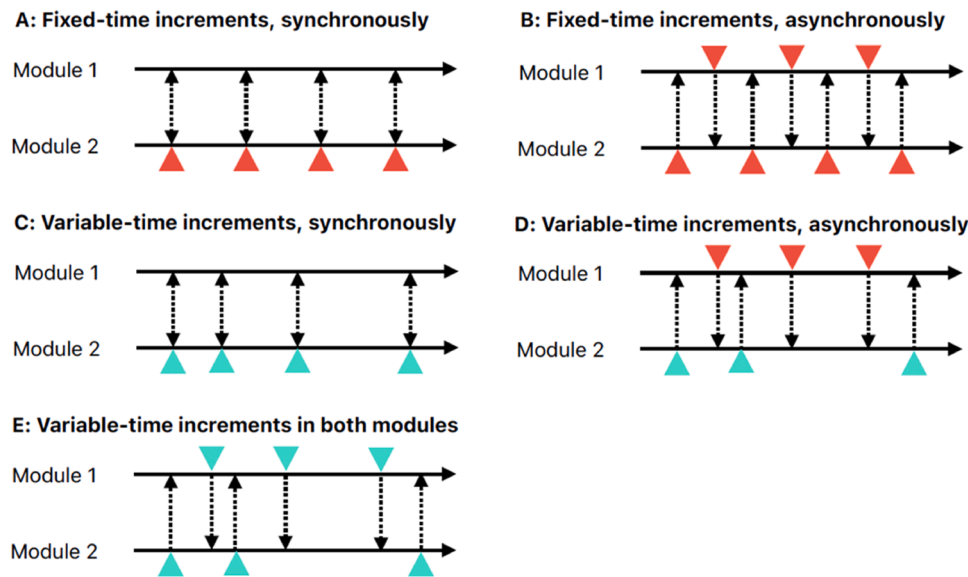 A: Fixed-time increments, synchronously
Module 1
Module 2
B: Fixed-time increments, asynchronously
Module 1
Module 2
C: Variable-time increments, synchronously
Module 1
Module 2
D: Variable-time increments, asynchronously
Module 1
Module 2
E: Variable-time increments in both modules
Module 1
Module 2